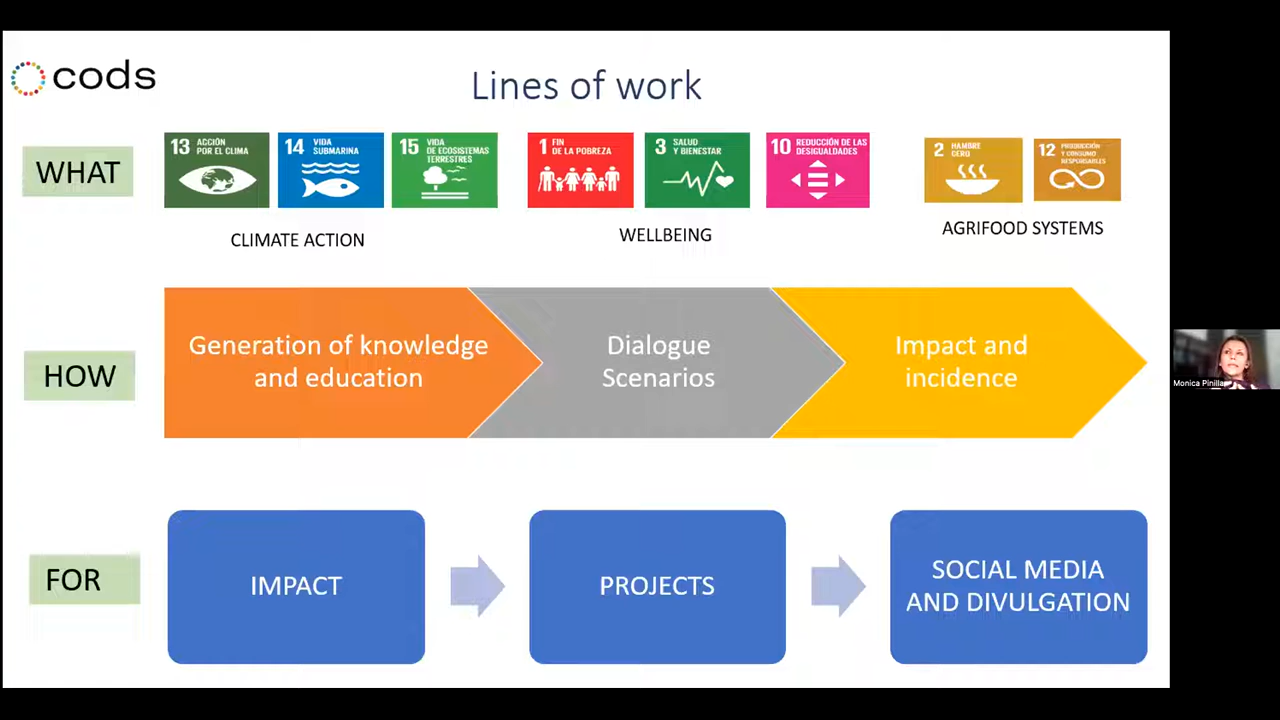 cods
Lines of work
WHAT
13 ACCIÓN
POR EL CLIMA
14 VIDA
SUBMARINA
15 VIDA
DE ECOSISTEMAS
TERRESTRES
1 FIN
DE LA POBREZA
3 SALUD
Y BIENESTAR
10 REDUCCIÓN DE LAS
DESIGUALDADES
2 HAMBRE
CERO
12 PRODUCCIÓN
Y CONSUMO
RESPONSABLES
CLIMATE ACTION
WELLBEING
AGRIFOOD SYSTEMS
HOW
Generation of knowledge
and education
Dialogue
Scenarios
Impact and
incidence
Monica Pinilla
FOR
IMPACT
PROJECTS
SOCIAL MEDIA
AND DIVULGATION